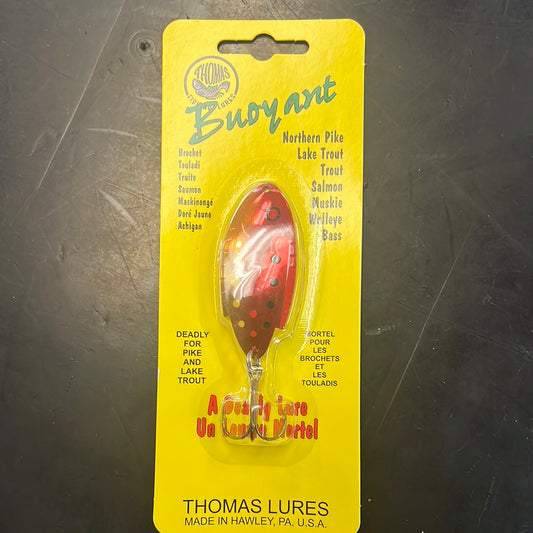 THOMAS
FISHING LURES
Buoyant
Northern Pike
Lake Trout
Trout
Salmon
Muskie
Walleye
Bass
Brochet
Touladi
Truite
Saumon
Maskinongé
Doré Jaune
Achigan
DEADLY
FOR
PIKE
AND
LAKE
TROUT
MORTEL
POUR
LES
BROCHETS
ET
LES
TOULADIS
A Deadly Lure
Un Mortel
THOMAS LURES
MADE IN HAWLEY, PA. U.S.A.